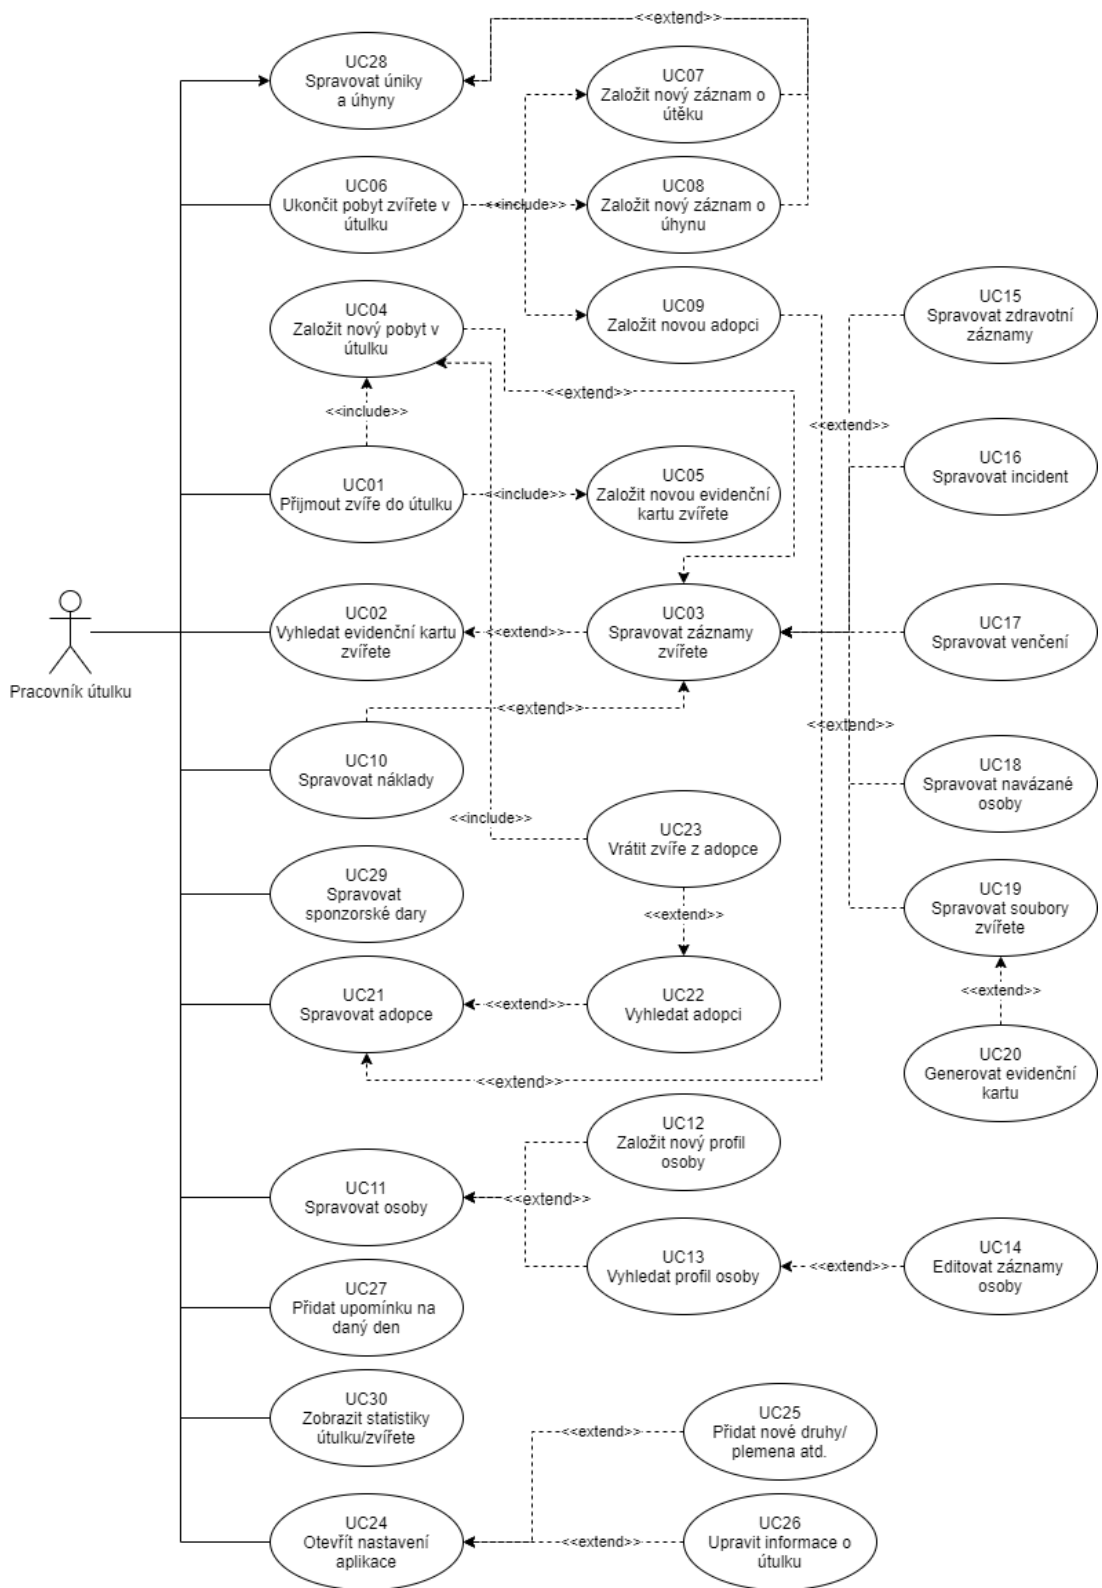 <<extend>>
UC28
Spravovat úniky
a úhyny
UC07
Založit nový záznam o
útěku
UC06
Ukončit pobyt zvířete v
útulku
<<include>>
UC08
Založit nový záznam o
úhynu
UC04
Založit nový pobyt v
útulku
UC09
Založit novou adopci
UC15
Spravovat zdravotní
záznamy
<<extend>>
<<include>>
<<extend>>
UC01
Přijmout zvíře do útulku
<<include>>
UC05
Založit novou evidenční
kartu zvířete
UC16
Spravovat incident
UC02
Vyhledat evidenční kartu
zvířete
<<extend>>
UC03
Spravovat záznamy
zvířete
UC17
Spravovat venčení
Pracovník útulku
<<extend>>
<<extend>>
UC10
Spravovat náklady
UC18
Spravovat navázané
osoby
<<include>>
UC23
Vrátit zvíře z adopce
UC29
Spravovat
sponzorské dary
UC19
Spravovat soubory
zvířete
<<extend>>
UC21
Spravovat adopce
<<extend>>
UC22
Vyhledat adopci
<<extend>>
UC20
Generovat evidenční
kartu
<<extend>>
UC12
Založit nový profil
osoby
UC11
Spravovat osoby
<<extend>>
UC13
Vyhledat profil osoby
<<extend>>
UC14
Editovat záznamy
osoby
UC27
Přidat upomínku na
daný den
UC30
Zobrazit statistiky
útulku/zvířete
<<extend>>
UC25
Přidat nové druhy/
plemena atd.
UC24
Otevřít nastavení
aplikace
<<extend>>
UC26
Upravit informace o
útulku